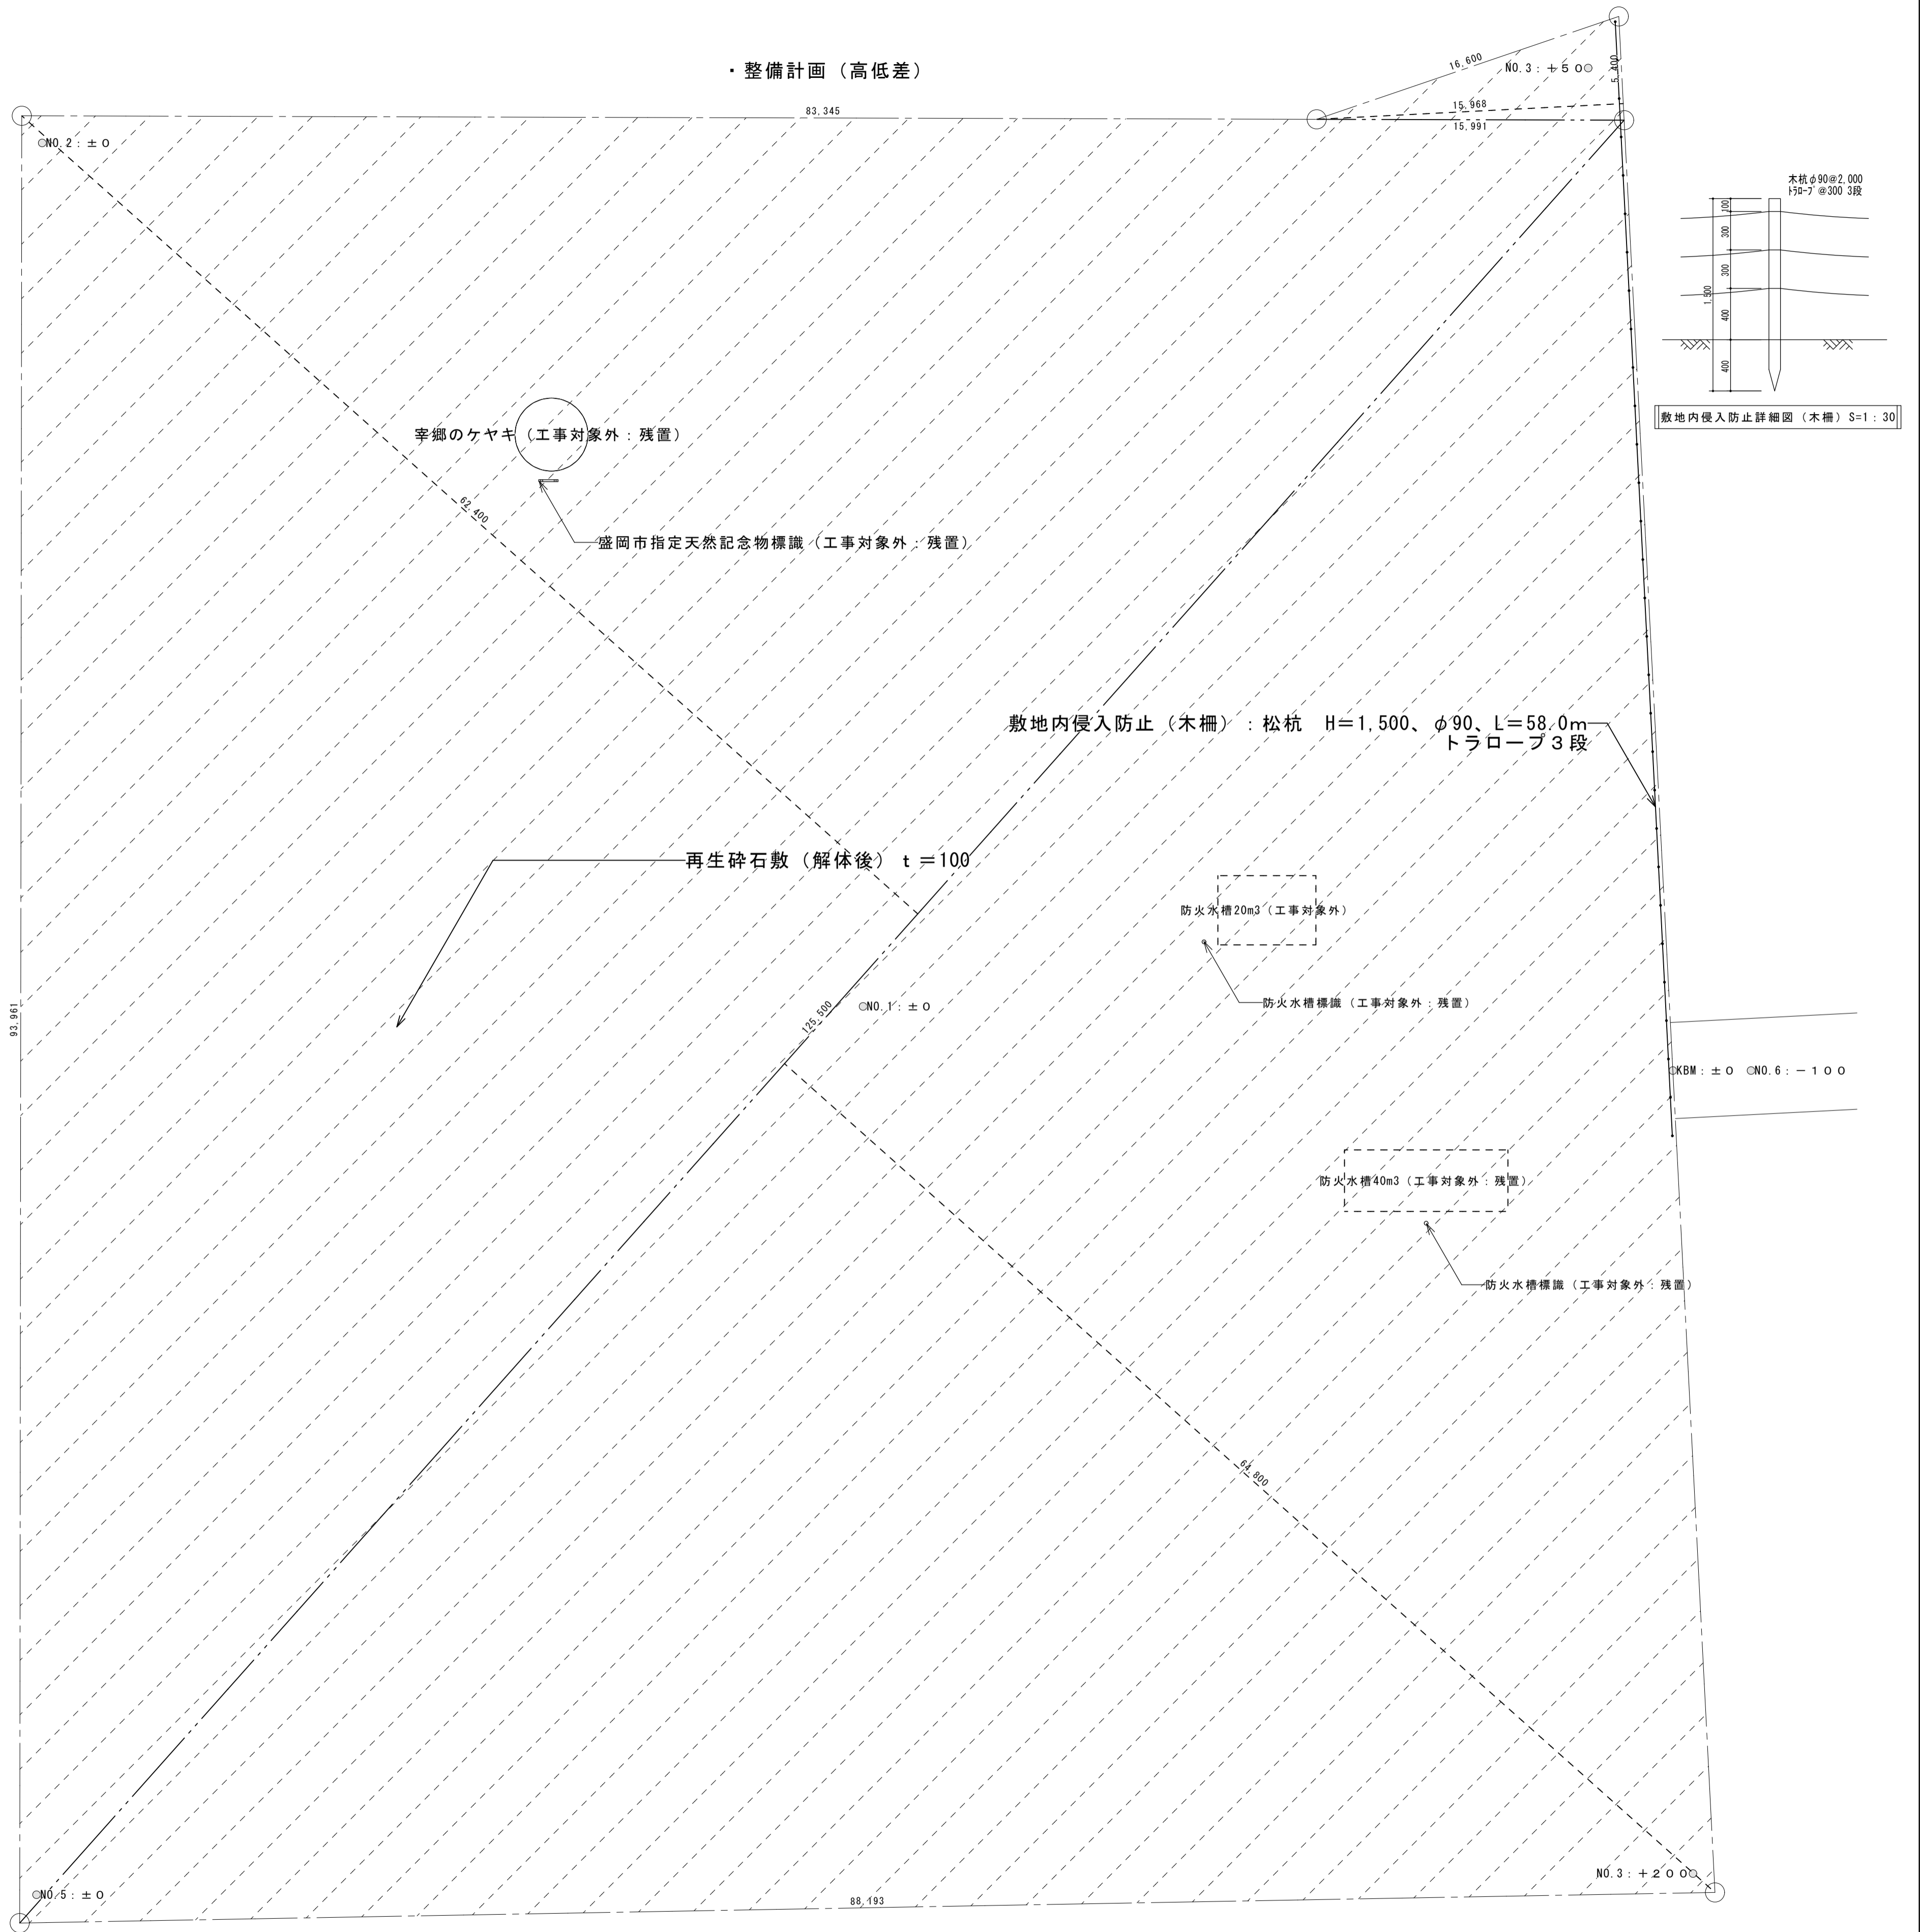 ・整備計画（高低差）
16,600
NO.3：＋５０
5,400
83,345
15,968
15,991
NO.2：±０
木杭φ90@2,000
ﾄﾗﾛｰﾌﾟ@300 3段
100
300
300
1,500
400
400
敷地内侵入防止詳細図（木柵）S=1：30
宰郷のケヤキ（工事対象外：残置）
62,400
盛岡市指定天然記念物標識（工事対象外：残置）
敷地内侵入防止（木柵）：松杭　H＝1,500、φ90、L＝58.0ｍ
トラロープ３段
再生砕石敷（解体後）ｔ＝100
防火水槽20m3（工事対象外）
防火水槽標識（工事対象外：残置）
93,961
125,500
NO.1：±０
KBM：±０
NO.6：－１００
防火水槽40m3（工事対象外：残置）
防火水槽標識（工事対象外：残置）
64,800
NO.3：＋２００
NO.5：±０
88,193